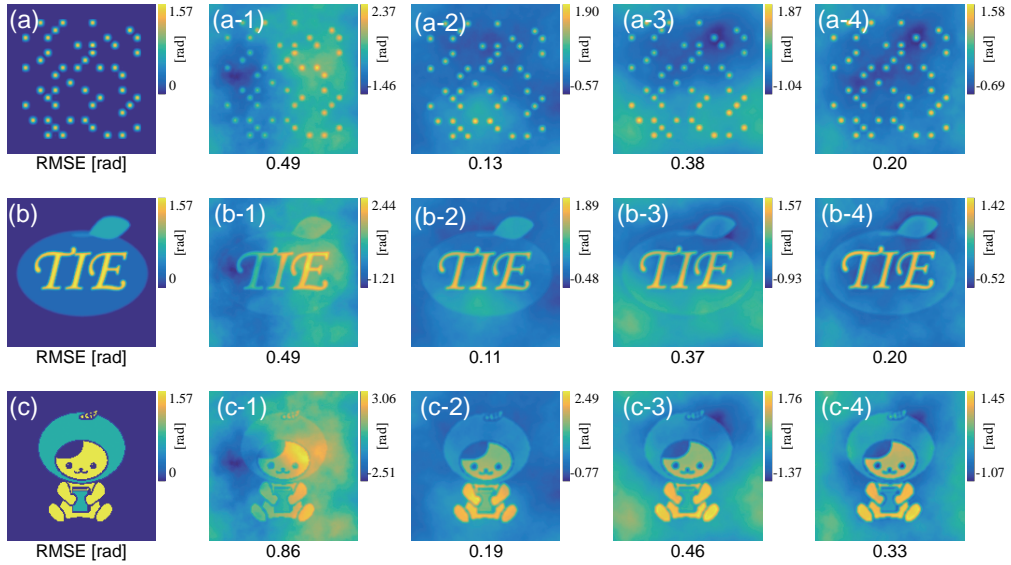 (a) 1.57 [rad] 0
(a-1) 2.37 [rad] -1.46
(a-2) 1.90 [rad] -0.57
(a-3) 1.87 [rad] -1.04
(a-4) 1.58 [rad] -0.69
RMSE [rad] 0.49 0.13 0.38 0.20
(b) 1.57 [rad] 0
TIE
(b-1) 2.44 [rad] -1.21
TIE
(b-2) 1.89 [rad] -0.48
TIE
(b-3) 1.57 [rad] -0.93
TIE
(b-4) 1.42 [rad] -0.52
TIE
RMSE [rad] 0.49 0.11 0.37 0.20
(c) 1.57 [rad] 0
(c-1) 3.06 [rad] -2.51
(c-2) 2.49 [rad] -0.77
(c-3) 1.76 [rad] -1.37
(c-4) 1.45 [rad] -1.07
RMSE [rad] 0.86 0.19 0.46 0.33